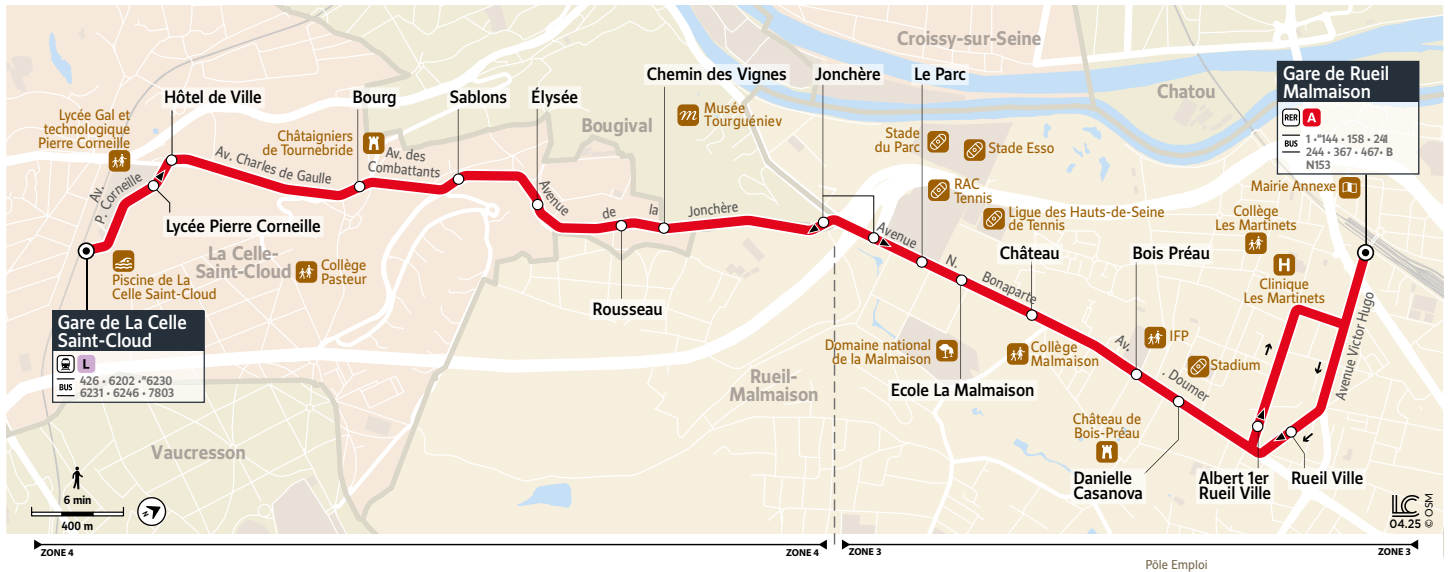 Croissy-sur-Seine
Chatou
Bougival
La Celle-
Saint-Cloud
Vaucresson
Rueil-
Malmaison
Gare de La Celle
Saint-Cloud
L
BUS
426 • 6202 •*6230
6231 • 6246 • 7803
Lycée Pierre Corneille
Hôtel de Ville
Bourg
Sablons
Élysée
Rousseau
Chemin des Vignes
Jonchère
Le Parc
Ecole La Malmaison
Château
Bois Préau
Danielle
Casanova
Albert 1er
Rueil Ville
Rueil Ville
Gare de Rueil
Malmaison
RER A
BUS
1 •*144 • 158 • 241
244 • 367 • 467 • B
N153
Lycée Gal et
technologique
Pierre Corneille
Piscine de La
Celle Saint-Cloud
Châtaigniers
de Tournebride
Collège
Pasteur
m
Musée
Tourguéniev
Stade
du Parc
Stade Esso
RAC
Tennis
Ligue des Hauts-de-Seine
de Tennis
Domaine national
de la Malmaison
Collège
Malmaison
IFP
Stadium
Château de
Bois-Préau
Mairie Annexe
Collège
Les Martinets
H
Clinique
Les Martinets
Av.
P. Corneille
Av. Charles de Gaulle
Av. des
Combattants
Avenue
de
la
Jonchère
Avenue
N.
Bonaparte
Av.
. Doumer
Avenue Victor Hugo
6 min
400 m
N
LC
04.25
© OSM
ZONE 4
ZONE 4
ZONE 3
ZONE 3
Pôle Emploi